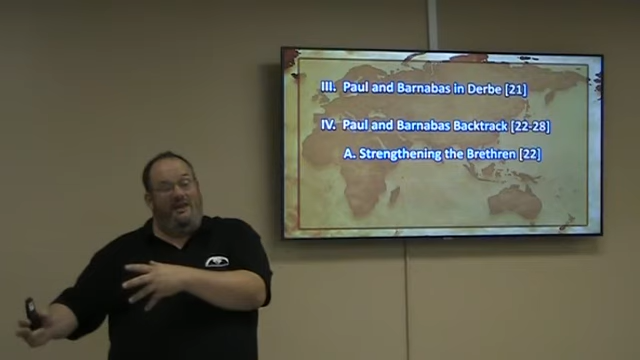 III. Paul and Barnabas in Derbe [21]
IV. Paul and Barnabas Backtrack [22-28]
A. Strengthening the Brethren [22]